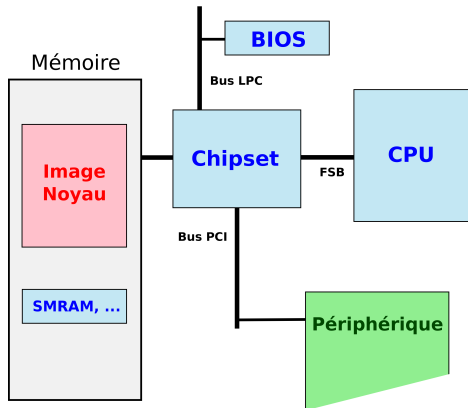 BIOS
Mémoire
Bus LPC
Image
Noyau
Chipset
CPU
FSB
Bus PCI
SMRAM, ...
Périphérique